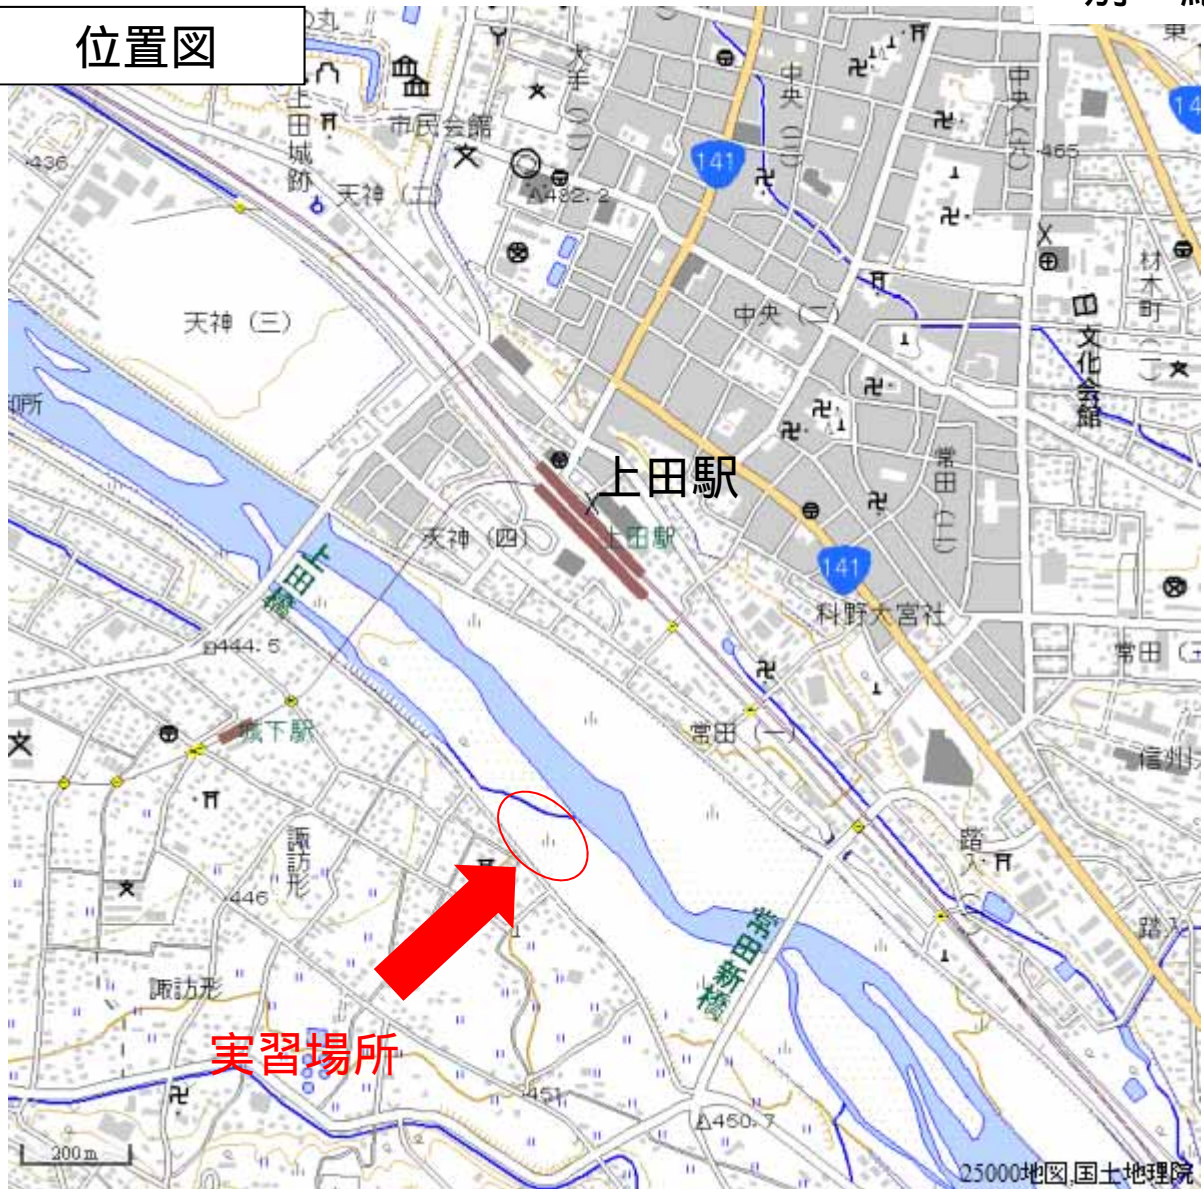 位置図
市民会館
上田城跡
天神(二)
大手(二)
中央(三)
中央(六)
141
436
482.2
465
天神(三)
中央(二)
材木町(一)
文化会館
上田駅
上田駅
天神(四)
常田(二)
141
科野大宮社
上田橋
444.5
城下駅
常田(一)
諏訪形
446
踏入
常田新橋
諏訪形
実習場所
451
450.7
200m
25000地図,国土地理院